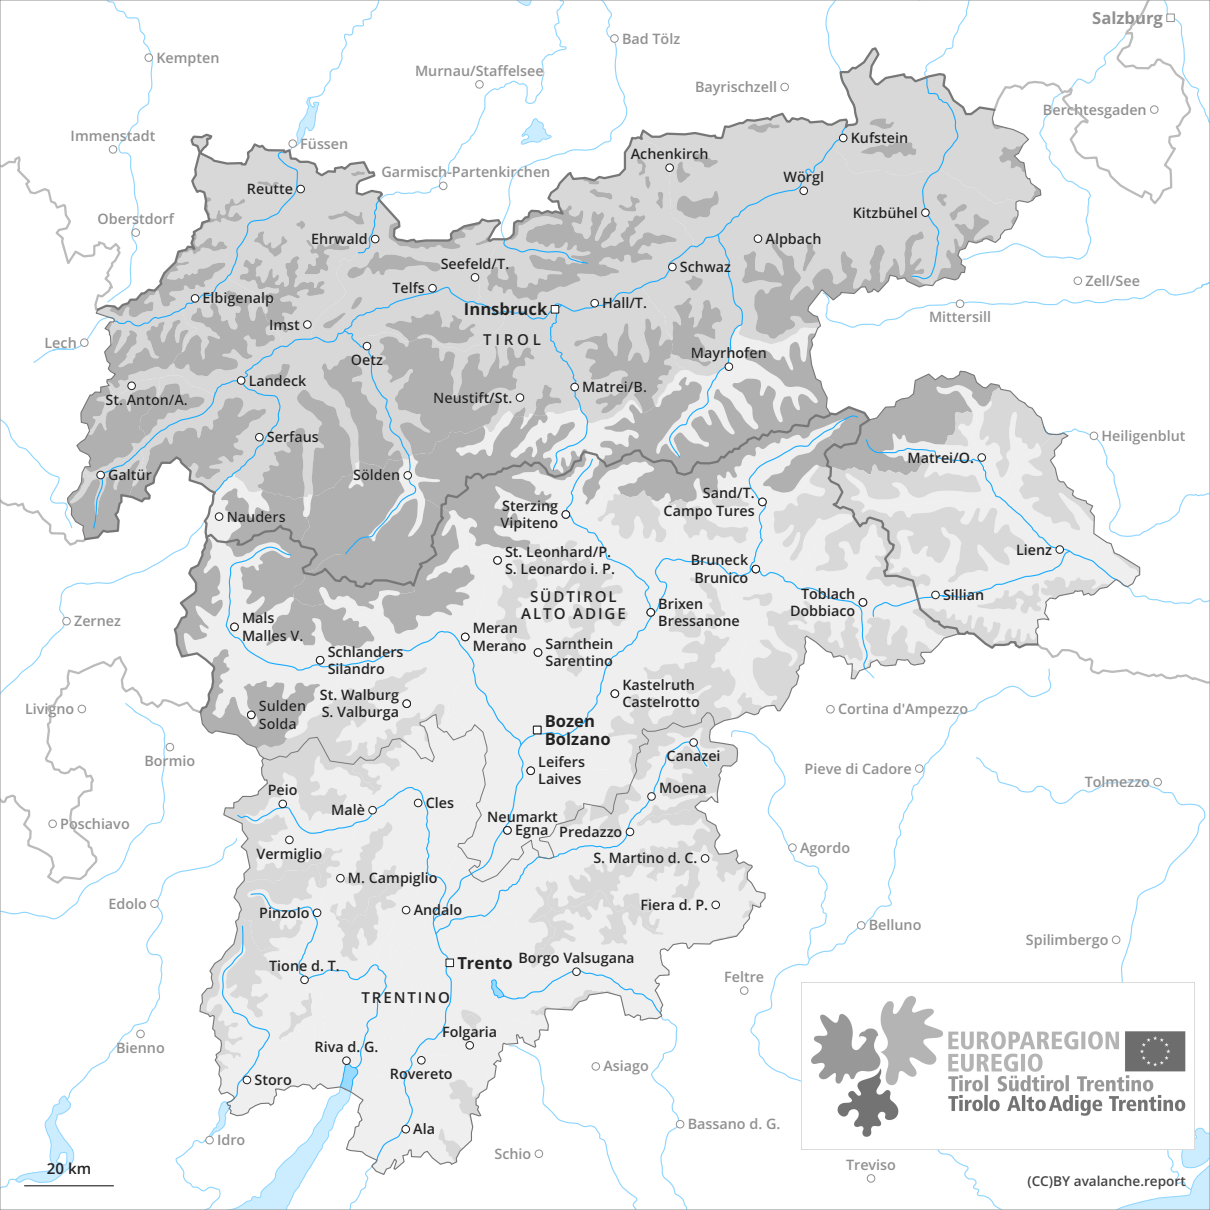 Salzburg
Bad Tölz
Kempten
Murnau/Staffelsee
Bayrischzell
Berchtesgaden
Immenstadt
Füssen
Kufstein
Achenkirch
Garmisch-Partenkirchen
Wörgl
Reutte
Oberstdorf
Kitzbühel
Ehrwald
Alpbach
Seefeld/T.
Schwaz
Zell/See
Telfs
Elbigenalp
Hall/T.
Innsbruck
Mittersill
Imst
TIROL
Lech
Oetz
Mayrhofen
Landeck
Matrei/B.
St. Anton/A.
Neustift/St.
Serfaus
Heiligenblut
Matrei/O.
Galtür
Sölden
Sand/T.
Campo Tures
Sterzing
Vipiteno
Nauders
Lienz
St. Leonhard/P.
S. Leonardo i. P.
Bruneck
Brunico
SÜDTIROL
ALTO ADIGE
Toblach
Dobbiaco
Sillian
Brixen
Bressanone
Zernez
Mals
Malles V.
Meran
Merano
Sarnthein
Sarentino
Schlanders
Silandro
Kastelruth
Castelrotto
St. Walburg
S. Valburga
Livigno
Sulden
Solda
Cortina d'Ampezzo
Bozen
Bolzano
Bormio
Canazei
Leifers
Laives
Pieve di Cadore
Tolmezzo
Peio
Moena
Malè
Cles
Neumarkt
Egna
Predazzo
Poschiavo
Vermiglio
Agordo
S. Martino d. C.
M. Campiglio
Edolo
Pinzolo
Andalo
Fiera d. P.
Belluno
Spilimbergo
Trento
Borgo Valsugana
Tione d. T.
Feltre
TRENTINO
Folgaria
Bienno
Riva d. G.
EUROPAREGION
EUREGIO
Tirol Südtirol Trentino
Tirolo Alto Adige Trentino
Asiago
Rovereto
Storo
Bassano d. G.
Ala
Idro
Schio
Treviso
20 km
(CC)BY avalanche.report